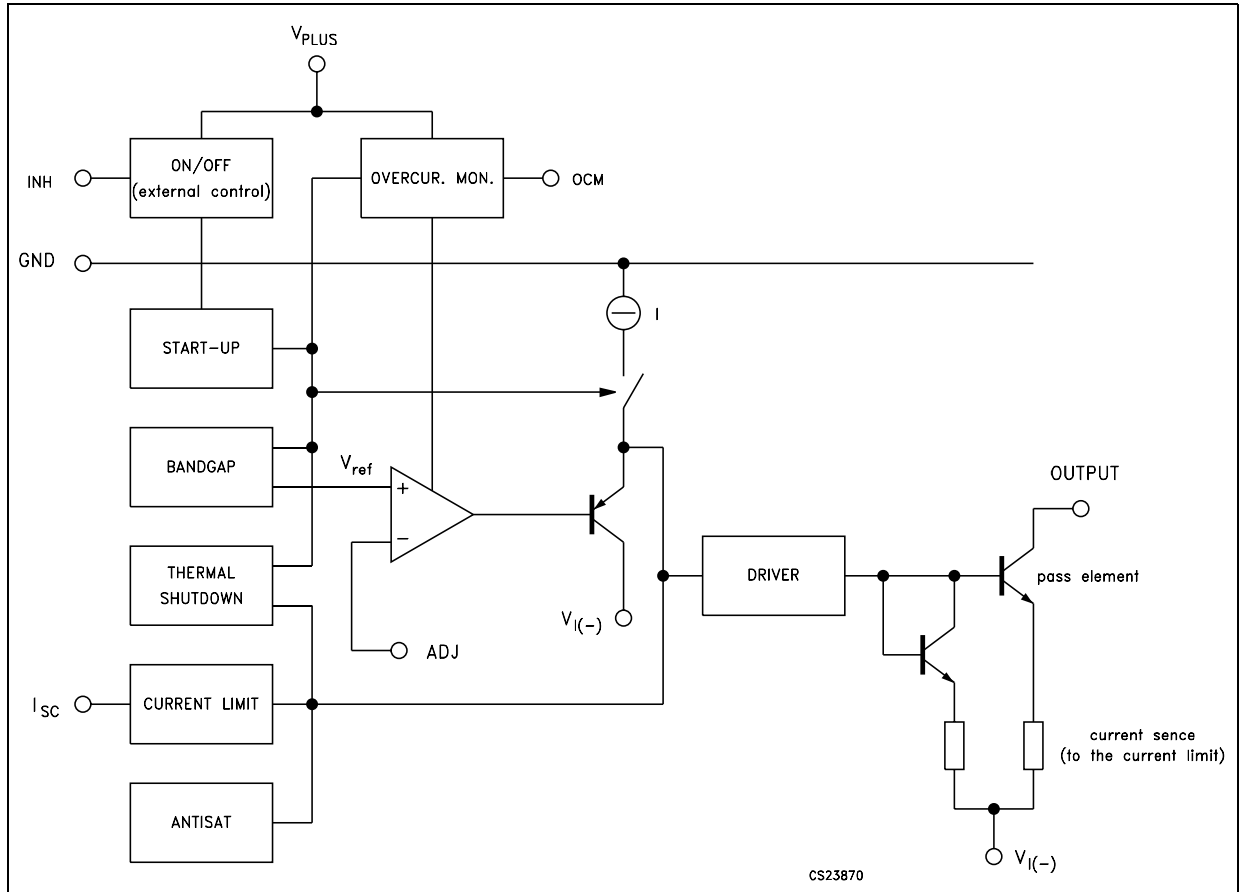 VPLUS
INH
ON/OFF
(external control)
OVERCUR. MON.
OCM
GND
I
START-UP
BANDGAP
Vref
+
−
OUTPUT
THERMAL
SHUTDOWN
DRIVER
pass element
VI(−)
ADJ
ISC
CURRENT LIMIT
current sence
(to the current limit)
ANTISAT
VI(−)
CS23870